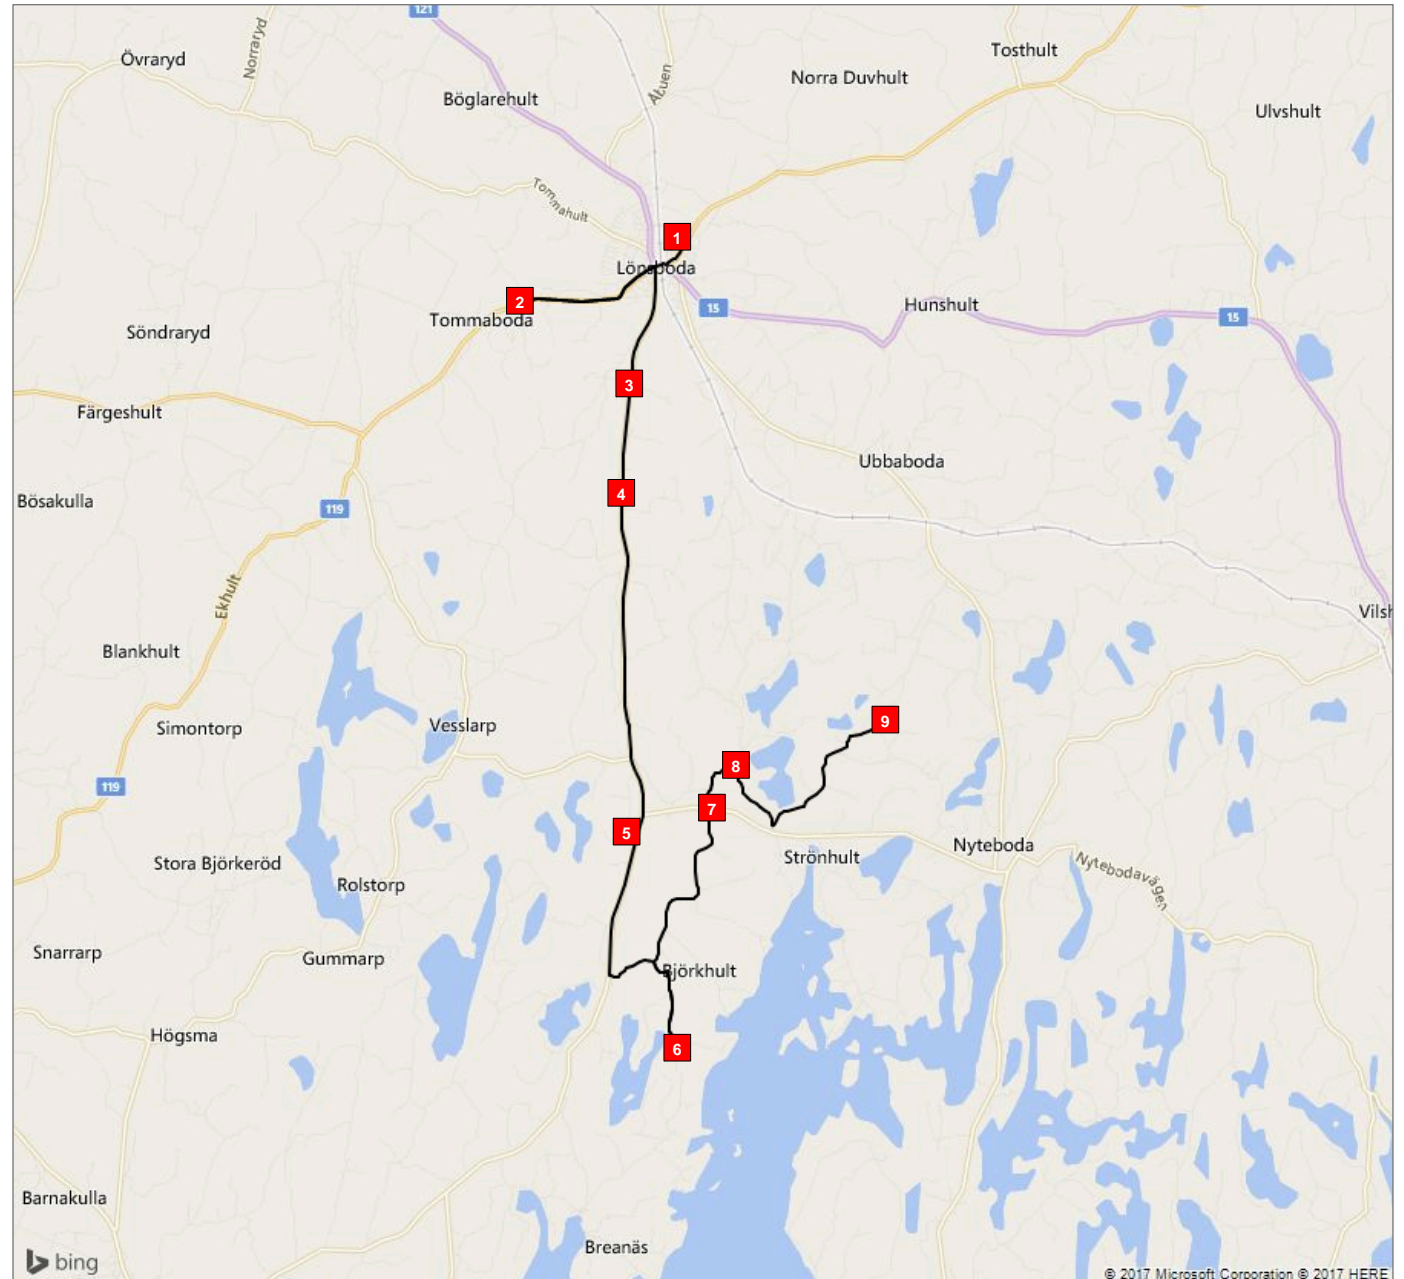 121
Övraryd
Norraryd
Tosthult
Norra Duvhult
Böglarehult
Åbuen
Ulvshult
Tommahult
1
Lönsboda
2
15
Hunshult
15
Tommaboda
Söndraryd
3
Färgeshult
Ubbaboda
4
Bösakulla
119
Ekhult
Vilsh
Blankhult
Simontorp
Vesslarp
9
8
119
7
5
Nyteboda
Strönhult
Stora Björkeröd
Rolstorp
Nytebodavägen
Snarrarp
Gummarp
Björkhult
Högsma
6
Barnakulla
Breanäs
bing
© 2017 Microsoft Corporation © 2017 HERE